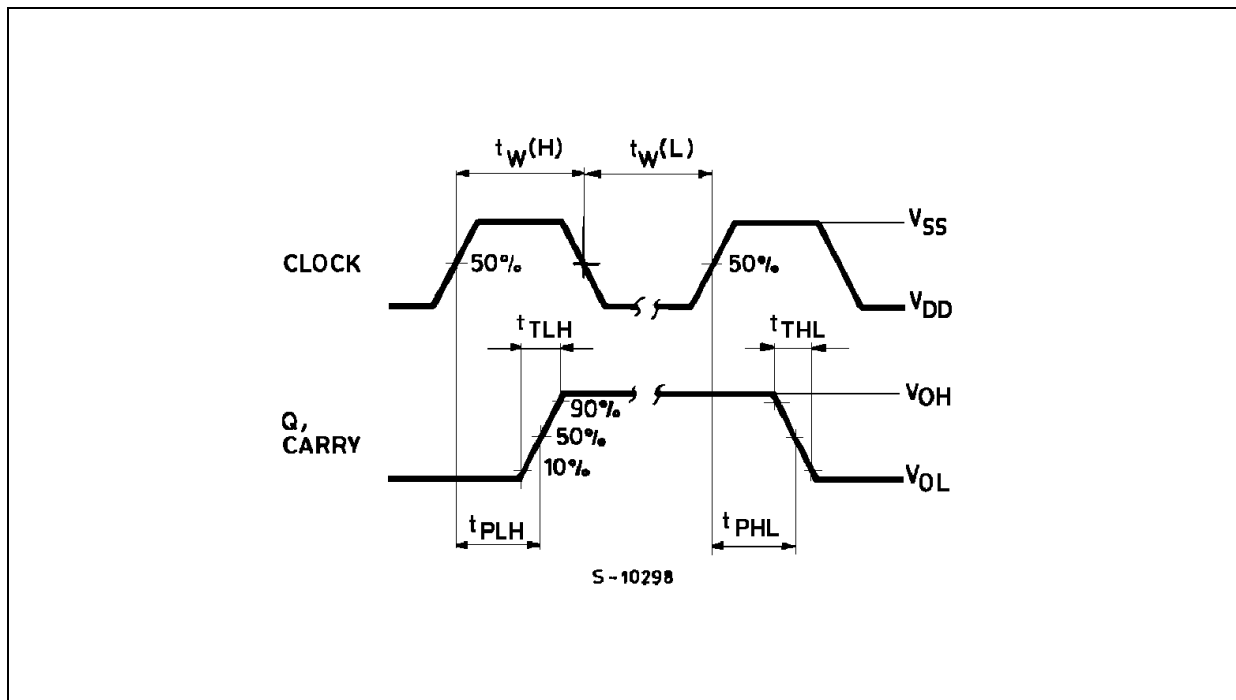 tW(H) tW(L)
VSS
CLOCK 50% 50%
VDD
tTLH tTHL
VOH
90%
Q,
50%
CARRY
10%
VOL
tPLH tPHL
S-10298